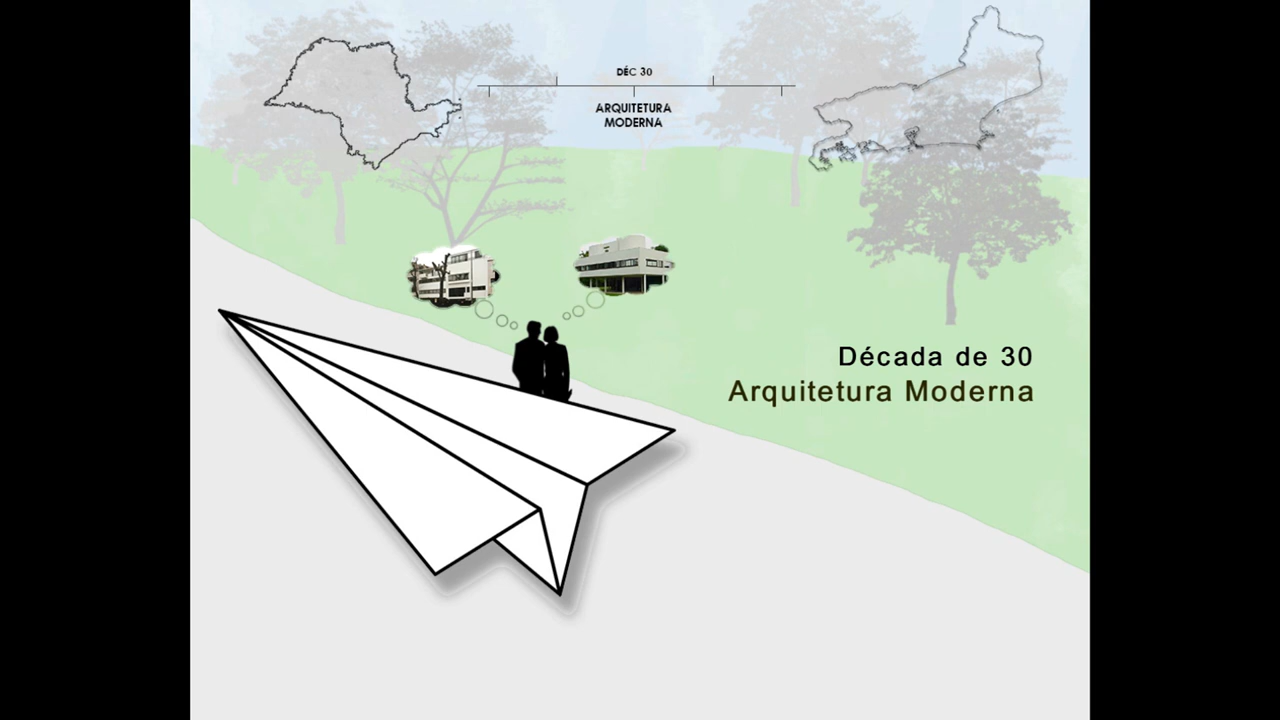 DÉC 30
ARQUITETURA
MODERNA
Década de 30
Arquitetura Moderna